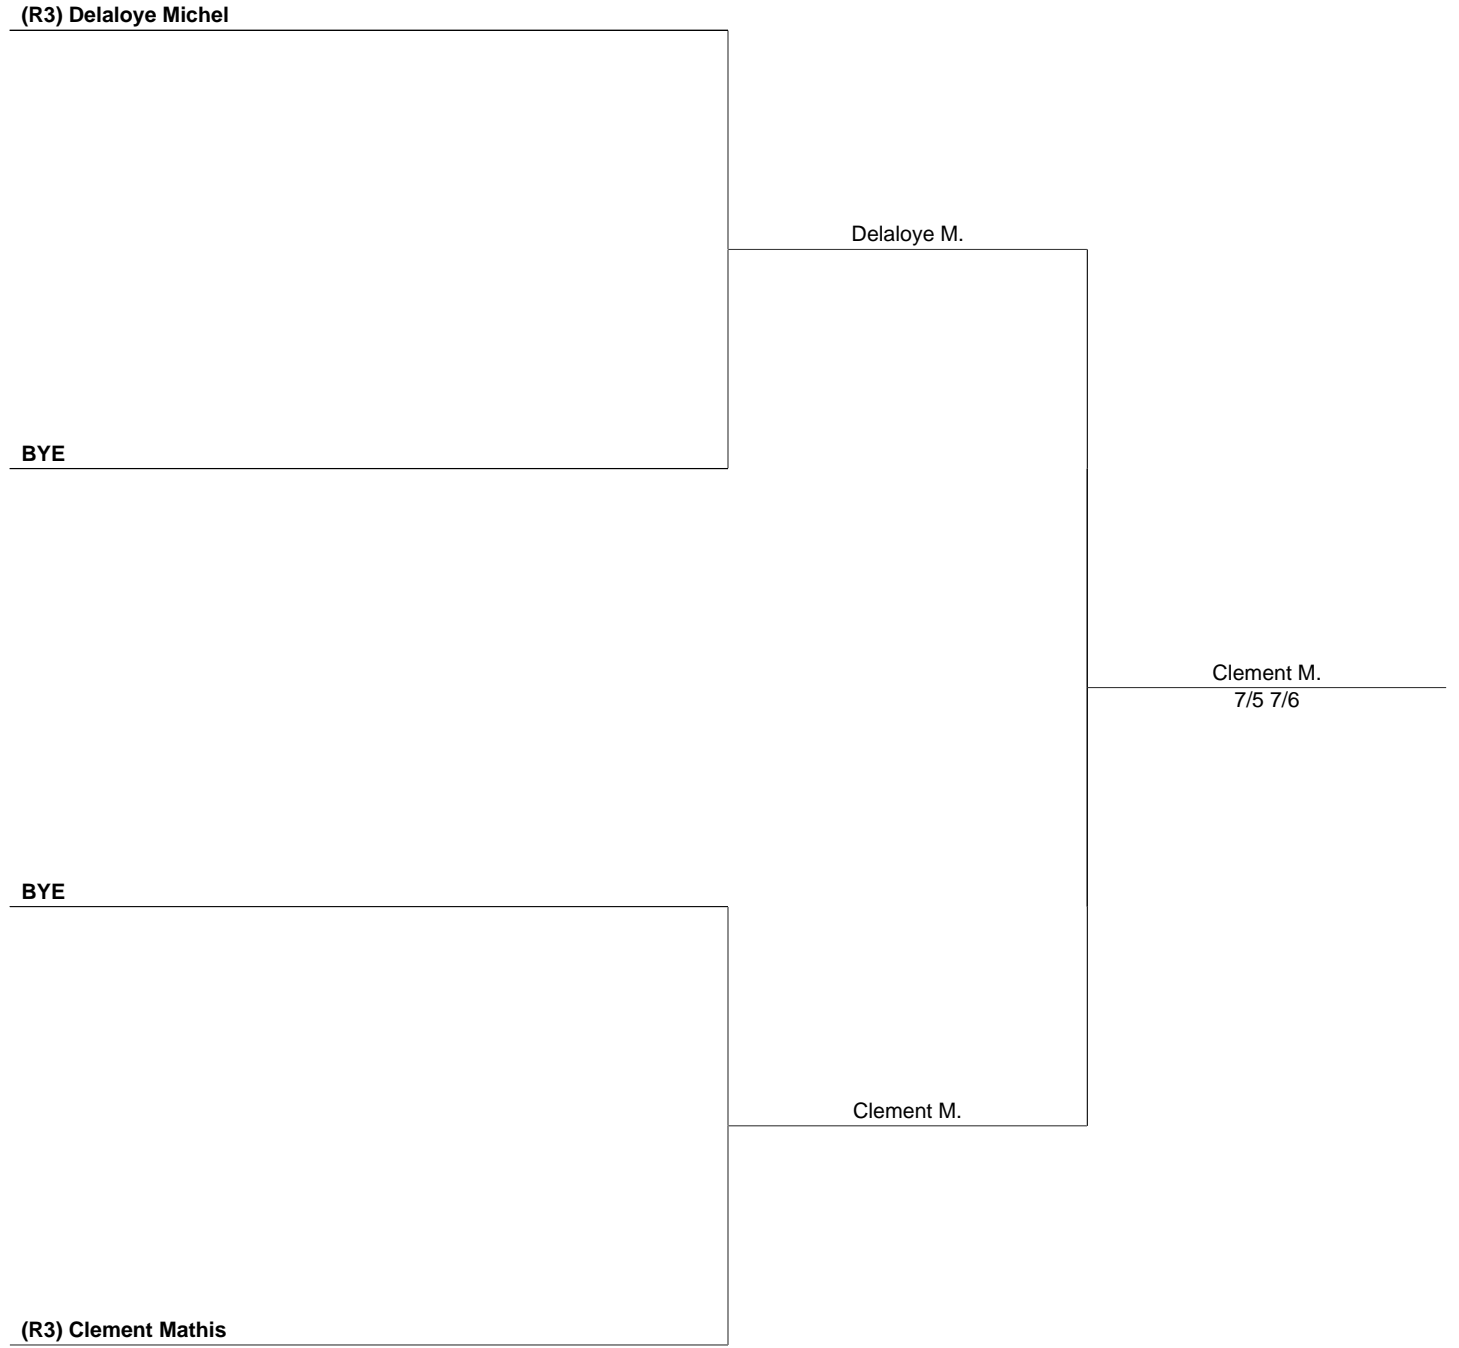 (R3) Delaloye Michel
Delaloye M.
BYE
Clement M.
7/5 7/6
BYE
Clement M.
(R3) Clement Mathis